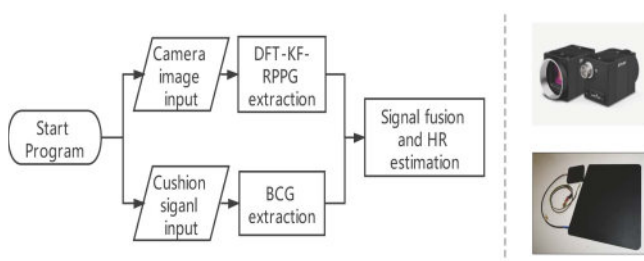 Start
Program
Camera
image
input
DFT-KF-
RPPG
extraction
Cushion
siganl
input
BCG
extraction
Signal fusion
and HR
estimation